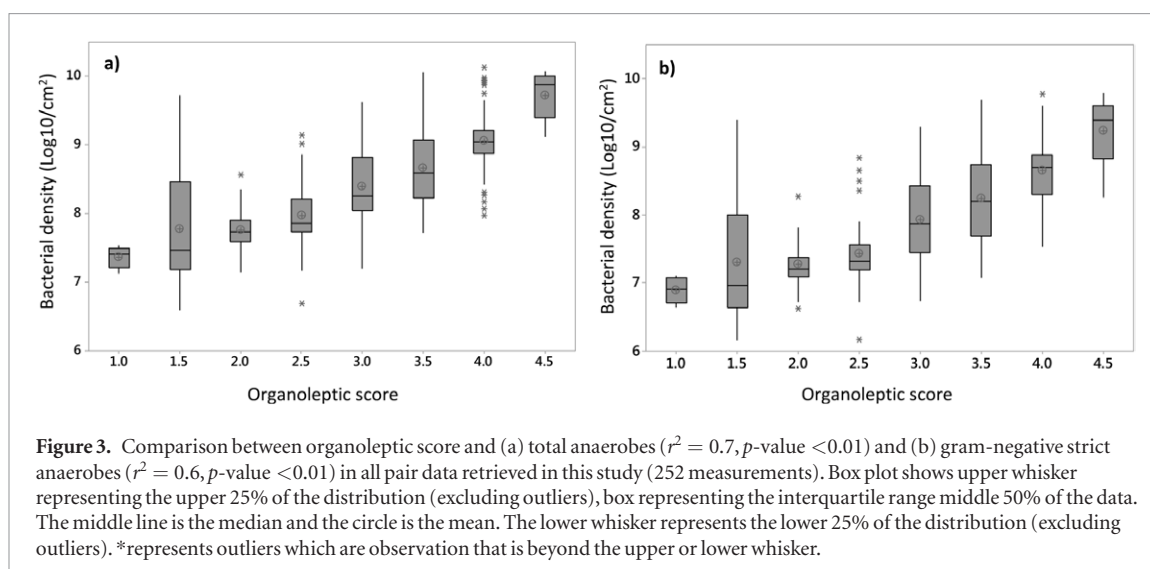 a)
Bacterial density (Log10/cm²)
10
9
8
7
6
1.0 1.5 2.0 2.5 3.0 3.5 4.0 4.5
Organoleptic score
b)
Bacterial density (Log10/cm²)
10
9
8
7
6
1.0 1.5 2.0 2.5 3.0 3.5 4.0 4.5
Organoleptic score
Figure 3. Comparison between organoleptic score and (a) total anaerobes (r² = 0.7, p-value <0.01) and (b) gram-negative strict
anaerobes (r² = 0.6, p-value <0.01) in all pair data retrieved in this study (252 measurements). Box plot shows upper whisker
representing the upper 25% of the distribution (excluding outliers), box representing the interquartile range middle 50% of the data.
The middle line is the median and the circle is the mean. The lower whisker represents the lower 25% of the distribution (excluding
outliers). *represents outliers which are observation that is beyond the upper or lower whisker.